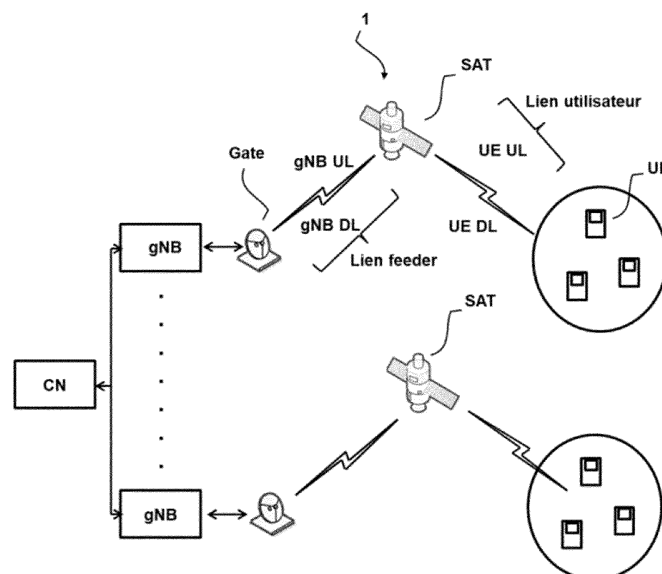 1
SAT
Lien utilisateur
Gate
gNB UL
UE UL
gNB DL
UE DL
Lien feeder
gNB
SAT
CN
gNB